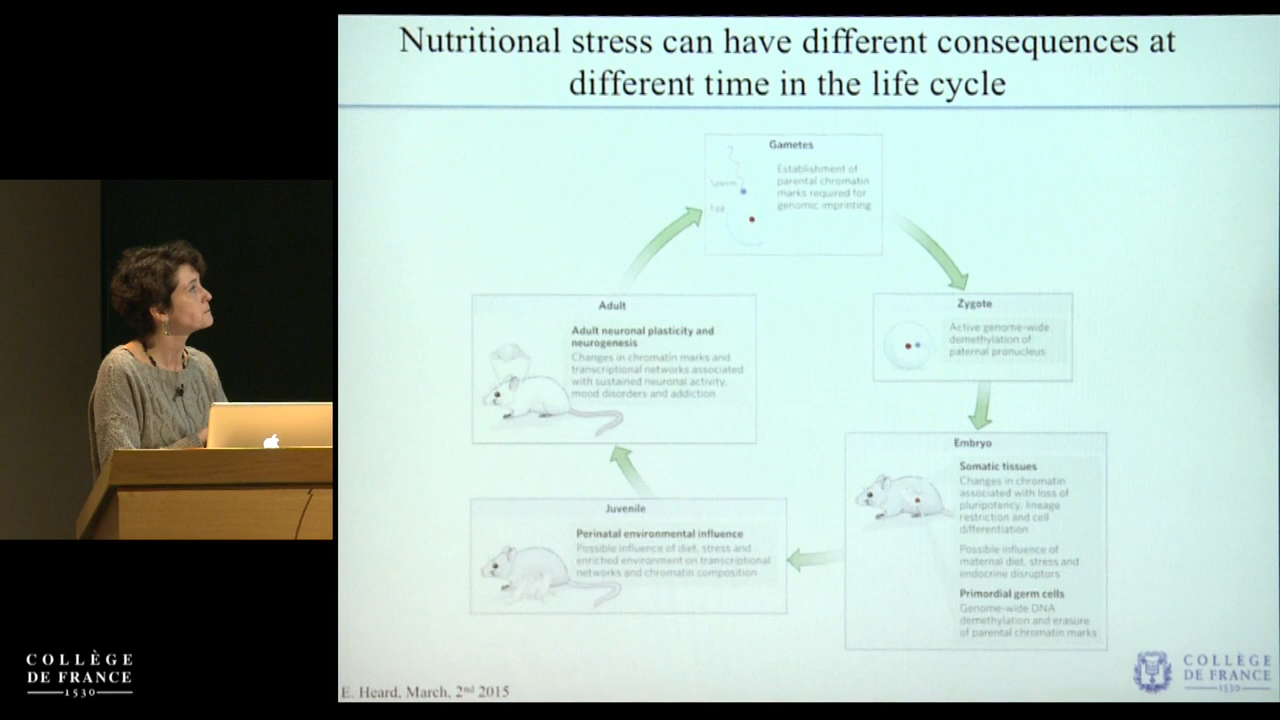 Nutritional stress can have different consequences at
different time in the life cycle
Gametes
Sperm
Egg
Establishment of
parental chromatin
marks required for
genomic imprinting
Zygote
Active genome-wide
demethylation of
paternal pronucleus
Embryo
Somatic tissues
Changes in chromatin
associated with loss of
pluripotency, lineage
restriction and cell
differentiation
Possible influence of
maternal diet, stress and
endocrine disruptors
Primordial germ cells
Genome-wide DNA
demethylation and erasure
of parental chromatin marks
Juvenile
Perinatal environmental influence
Possible influence of diet, stress and
enriched environment on transcriptional
networks and chromatin composition
Adult
Adult neuronal plasticity and
neurogenesis
Changes in chromatin marks and
transcriptional networks associated
with sustained neuronal activity,
mood disorders and addiction
E. Heard, March, 2nd 2015
COLLÈGE
DE FRANCE
1530
COLLÈGE
DE FRANCE
1530